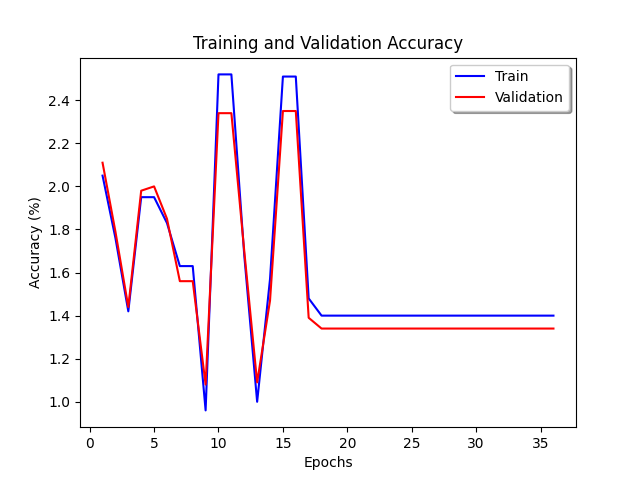 Training and Validation Accuracy
Train
Validation
Accuracy (%)
2.4
2.2
2.0
1.8
1.6
1.4
1.2
1.0
0 5 10 15 20 25 30 35
Epochs